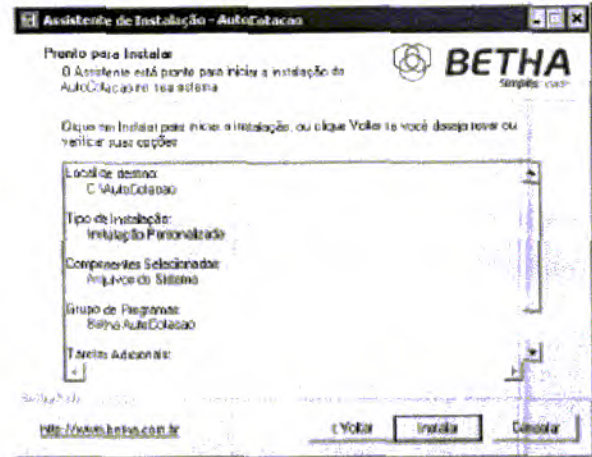 Assistente de Instalação - AutoCotacao
Pronto para Instalar
O Assistente está pronto para iniciar a instalação de
AutoCotacao no seu sistema.
BETHA
Clique em Instalar para iniciar a instalação, ou clique Voltar se você deseja rever ou
verificar suas opções
Local de destino:
C:\AutoCotacao
Tipo de Instalação:
Instalação Personalizada
Componentes Selecionados:
Arquivos do Sistema
Grupo de Programas:
Betha AutoCotacao
Tarefas Adicionais:
http://www.betha.com.br
< Voltar
Instalar
Cancelar